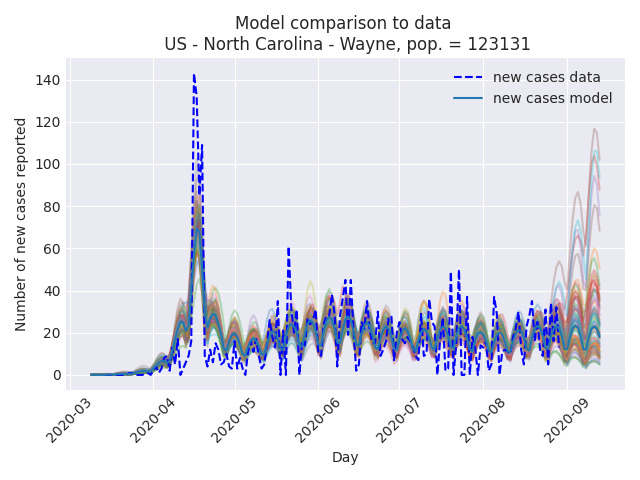 Model comparison to data
US - North Carolina - Wayne, pop. = 123131
new cases data
new cases model
Number of new cases reported
140
120
100
80
60
40
20
0
2020-03
2020-04
2020-05
2020-06
2020-07
2020-08
2020-09
Day